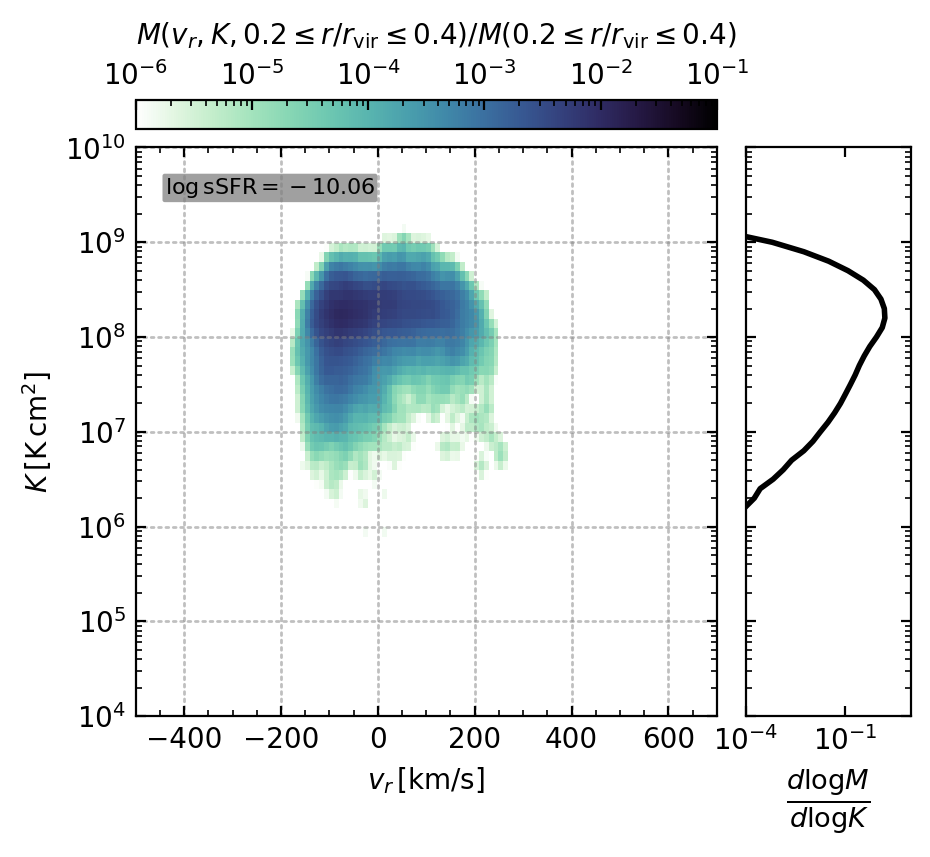 M(v_r, K, 0.2 ≤ r/r_vir ≤ 0.4)/M(0.2 ≤ r/r_vir ≤ 0.4)
10^−6 10^−5 10^−4 10^−3 10^−2 10^−1
10^10
log sSFR = −10.06
10^9
10^8
10^7
10^6
10^5
10^4
K [K cm^2]
−400 −200 0 200 400 600
v_r [km/s]
10^−4 10^−1
dlogM
dlogK